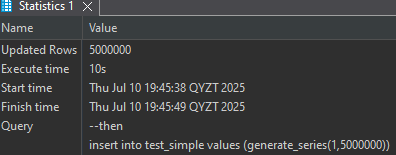 Statistics 1
Name Value
Updated Rows 5000000
Execute time 10s
Start time Thu Jul 10 19:45:38 QYZT 2025
Finish time Thu Jul 10 19:45:49 QYZT 2025
Query --then
insert into test_simple values (generate_series(1,5000000))